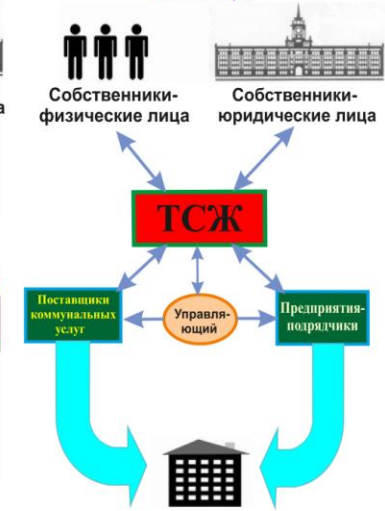 Собственники-
физические лица
Собственники-
юридические лица
а
ТСЖ
Поставщики
коммунальных
услуг
Управля-
ющий
Предприятия-
подрядчики